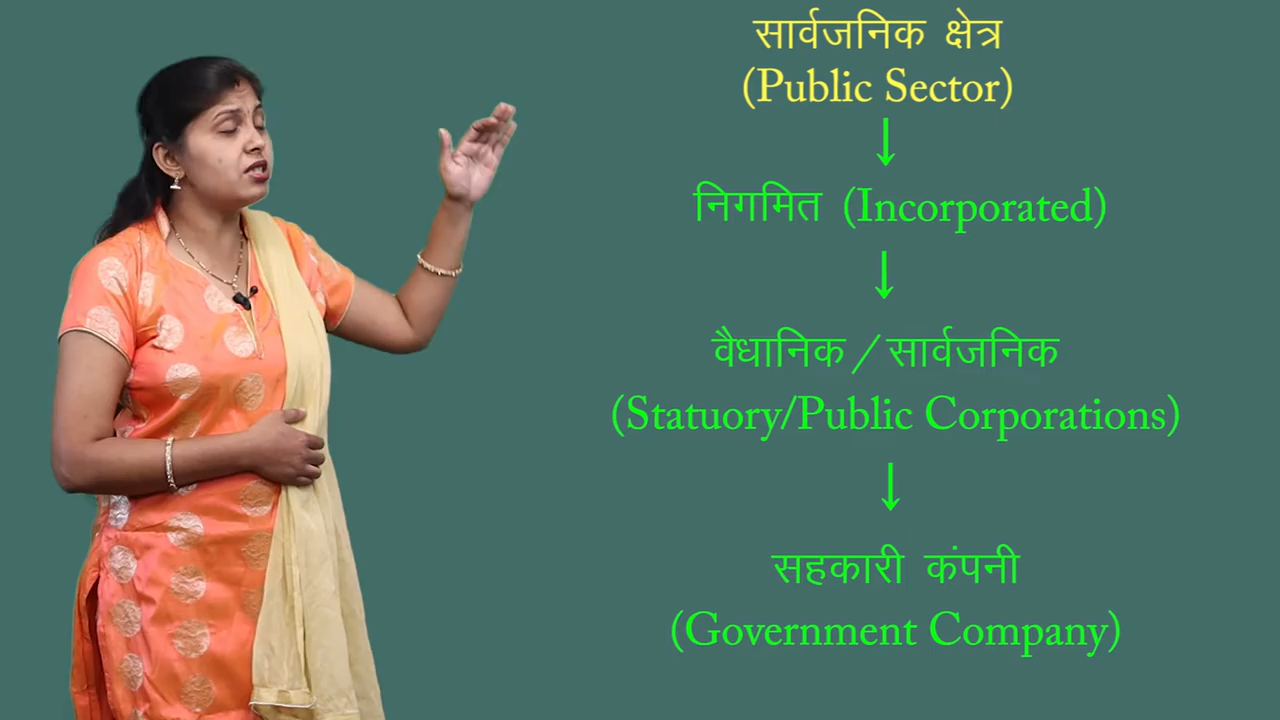 सार्वजनिक क्षेत्र
(Public Sector)
निगमित (Incorporated)
वैधानिक / सार्वजनिक
(Statuory/Public Corporations)
सहकारी कंपनी
(Government Company)